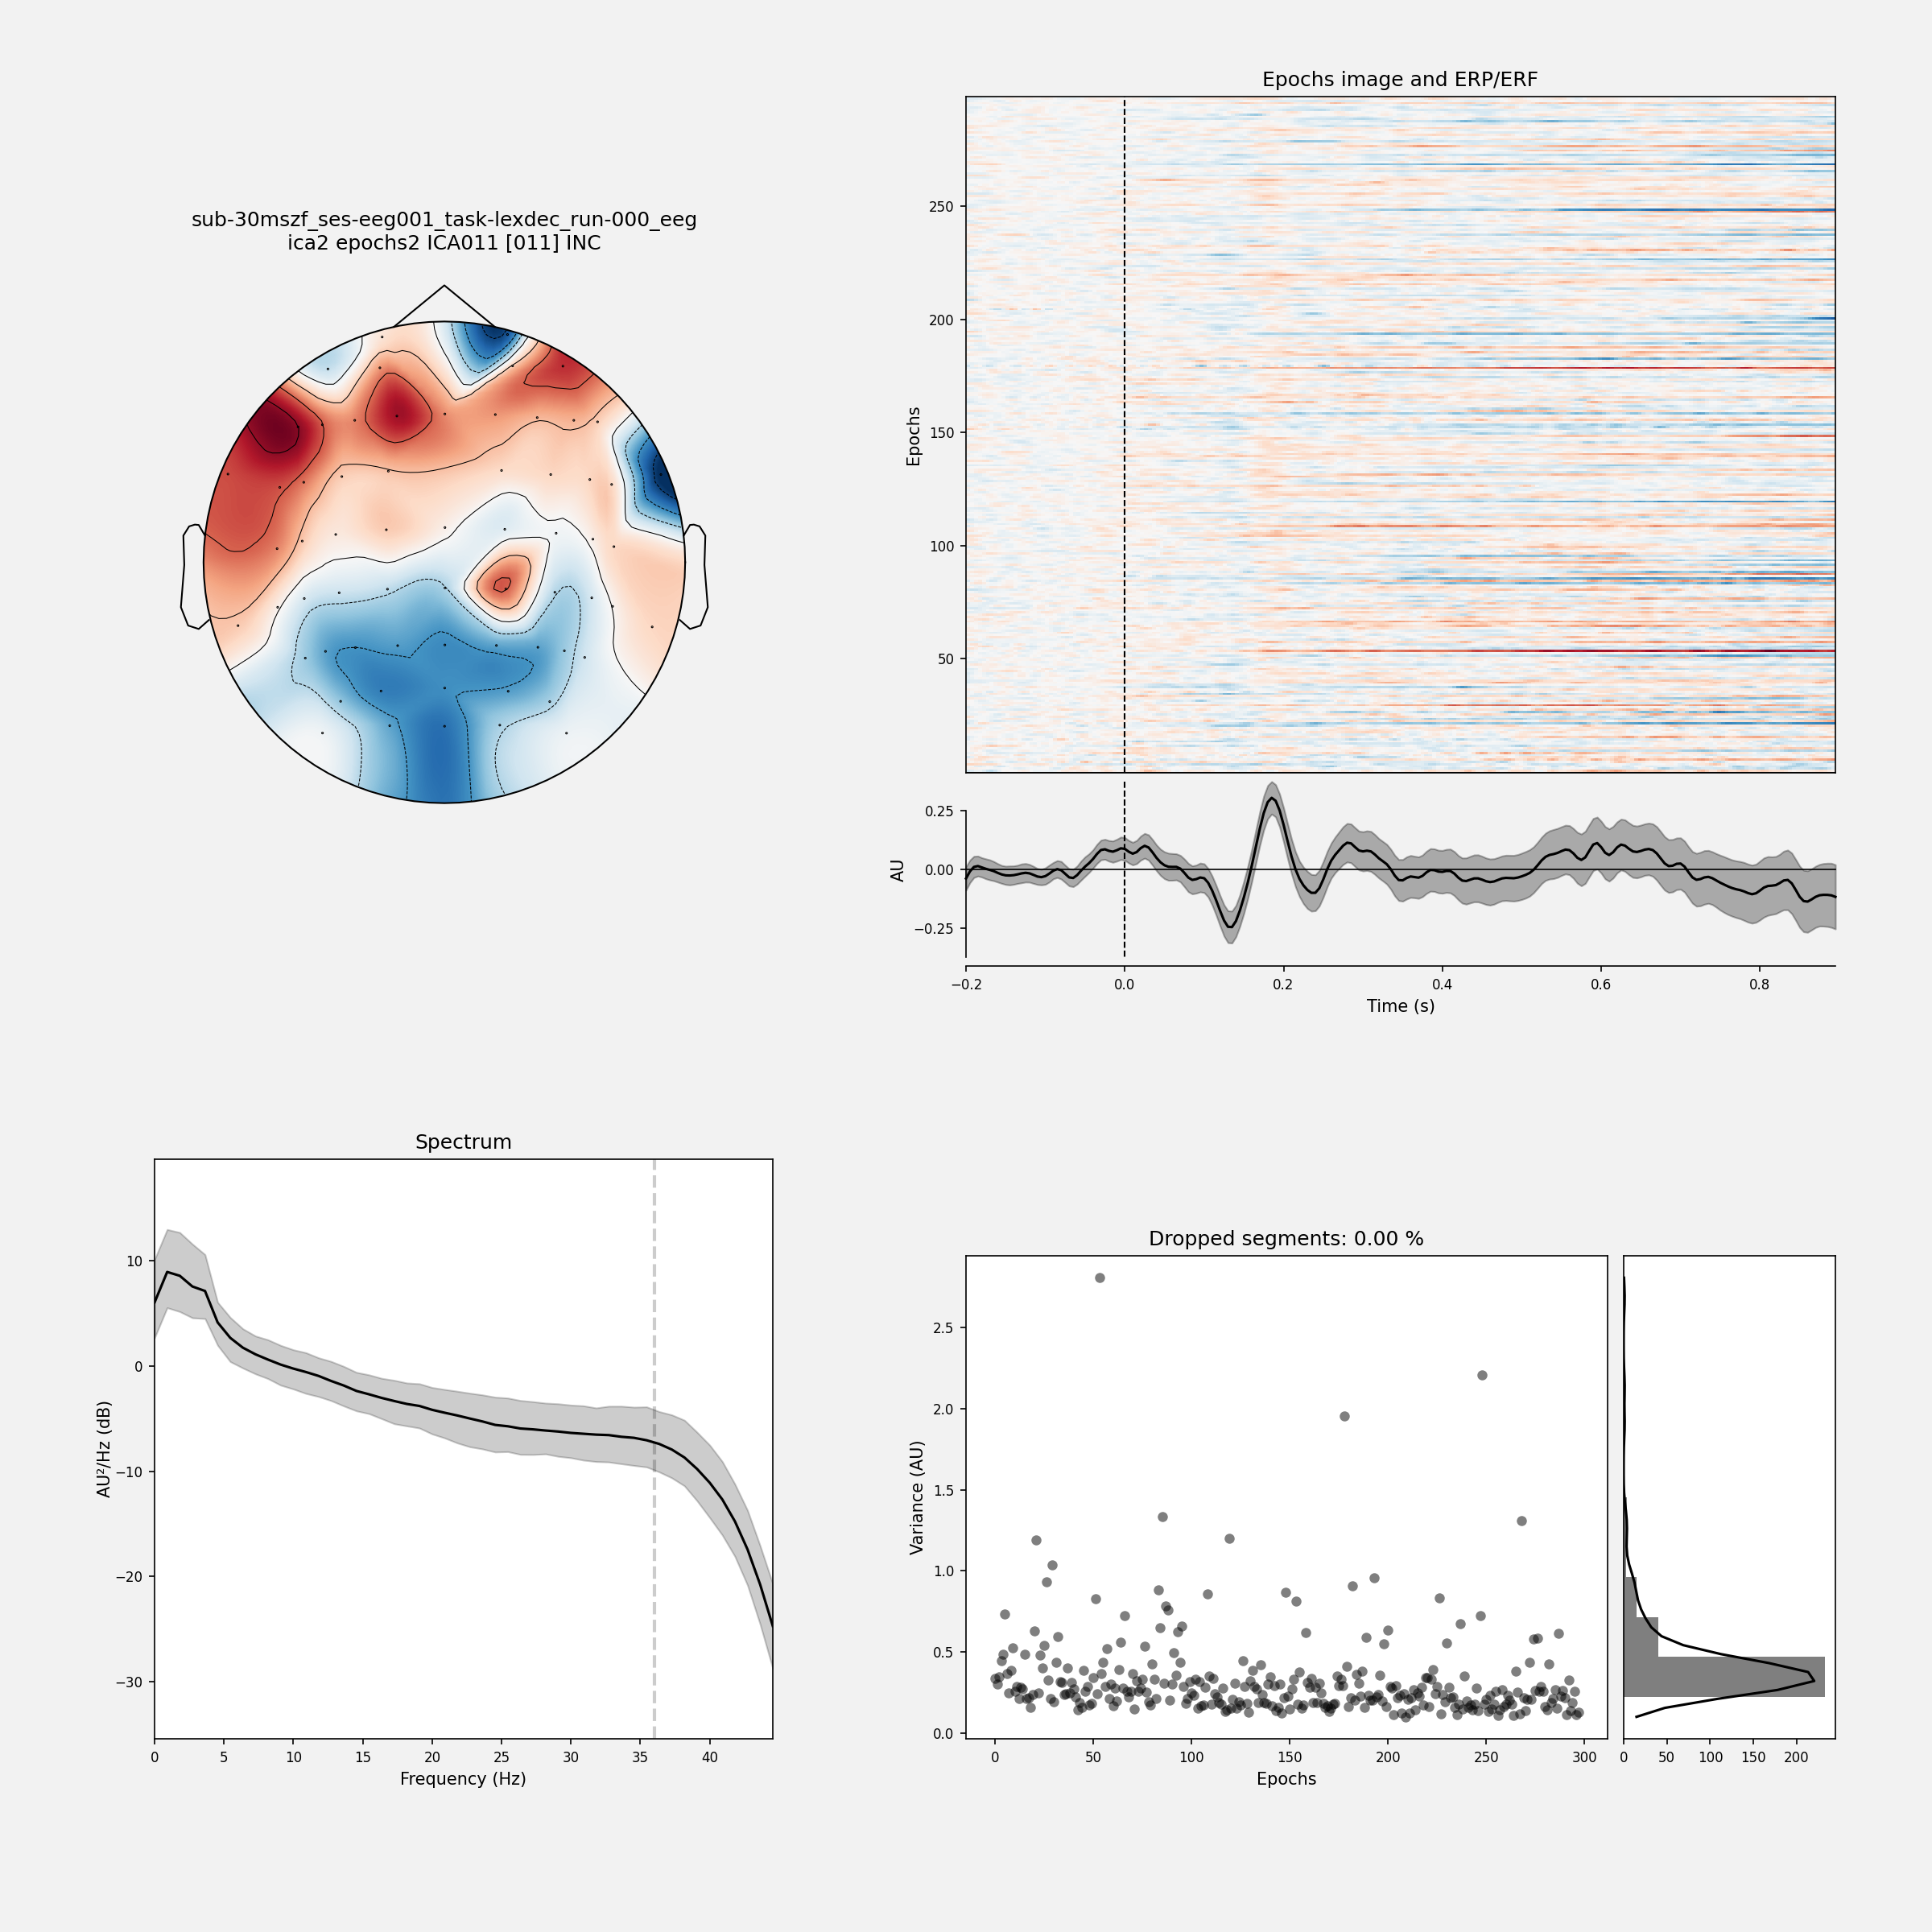 sub-30mszf_ses-eeg001_task-lexdec_run-000_eeg
ica2 epochs2 ICA011 [011] INC
Epochs image and ERP/ERF
Epochs
250
200
150
100
50
AU
0.25
0.00
−0.25
−0.2 0.0 0.2 0.4 0.6 0.8
Time (s)
Spectrum
AU²/Hz (dB)
10
0
−10
−20
−30
0 5 10 15 20 25 30 35 40
Frequency (Hz)
Dropped segments: 0.00 %
Variance (AU)
2.5
2.0
1.5
1.0
0.5
0.0
0 50 100 150 200 250 300
Epochs
0 50 100 150 200